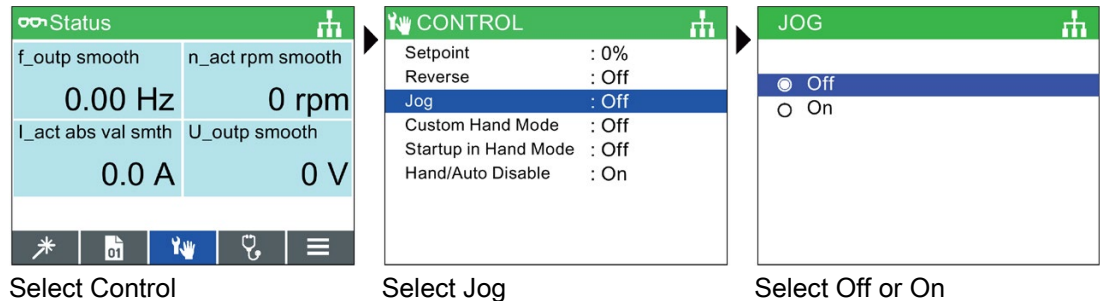 Status
f_outp smooth
n_act rpm smooth
0.00 Hz
0 rpm
I_act abs val smth
U_outp smooth
0.0 A
0 V
01
Select Control
CONTROL
Setpoint : 0%
Reverse : Off
Jog : Off
Custom Hand Mode : Off
Startup in Hand Mode : Off
Hand/Auto Disable : On
Select Jog
JOG
Off
On
Select Off or On